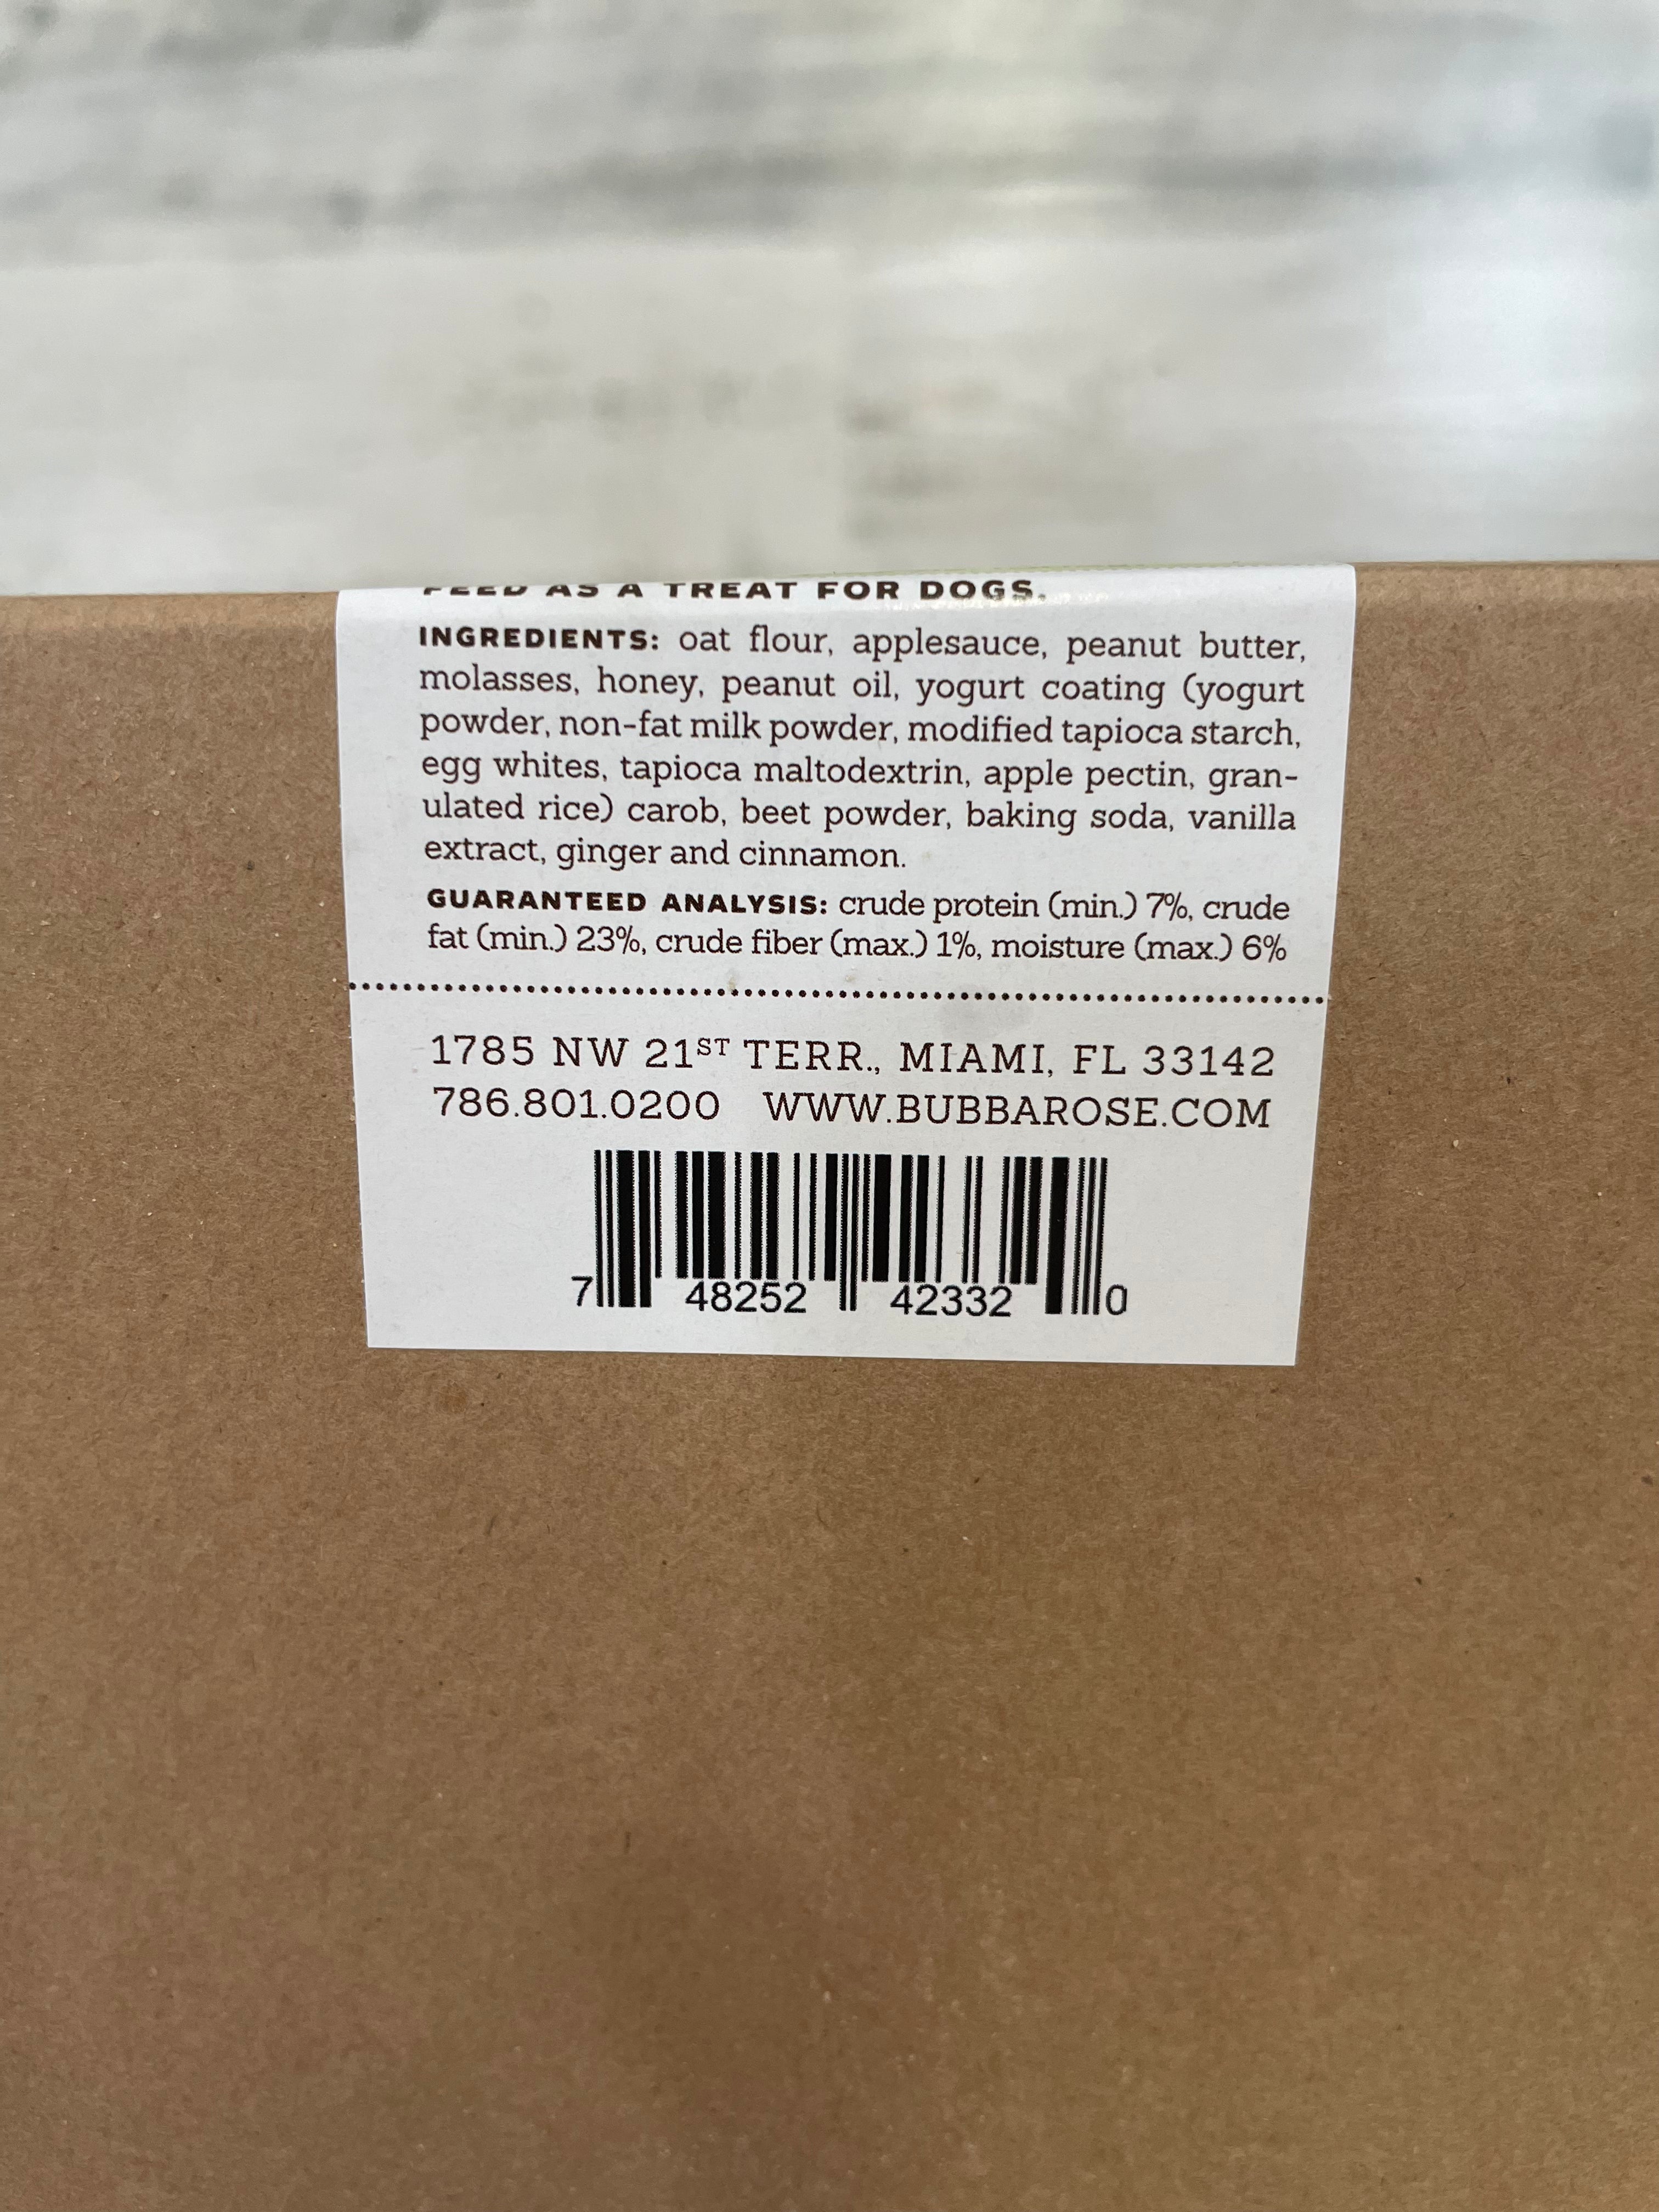 FEED AS A TREAT FOR DOGS.
INGREDIENTS: oat flour, applesauce, peanut butter,
molasses, honey, peanut oil, yogurt coating (yogurt
powder, non-fat milk powder, modified tapioca starch,
egg whites, tapioca maltodextrin, apple pectin, gran-
ulated rice) carob, beet powder, baking soda, vanilla
extract, ginger and cinnamon.
GUARANTEED ANALYSIS: crude protein (min.) 7%, crude
fat (min.) 23%, crude fiber (max.) 1%, moisture (max.) 6%
1785 NW 21ST TERR., MIAMI, FL 33142
786.801.0200 WWW.BUBBAROSE.COM
7 48252 42332 0